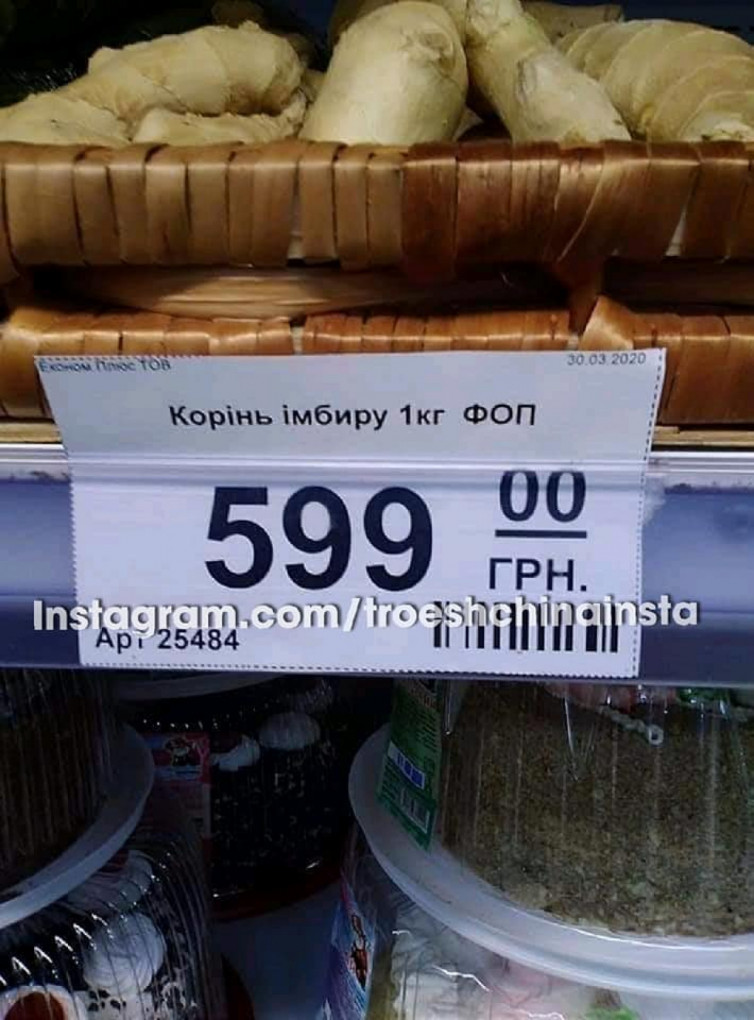 Економ Плюс ТОВ 30.03.2020
Корінь імбиру 1кг ФОП
599 00
ГРН.
Instagram.com/troeshchinainsta
Арт 25484